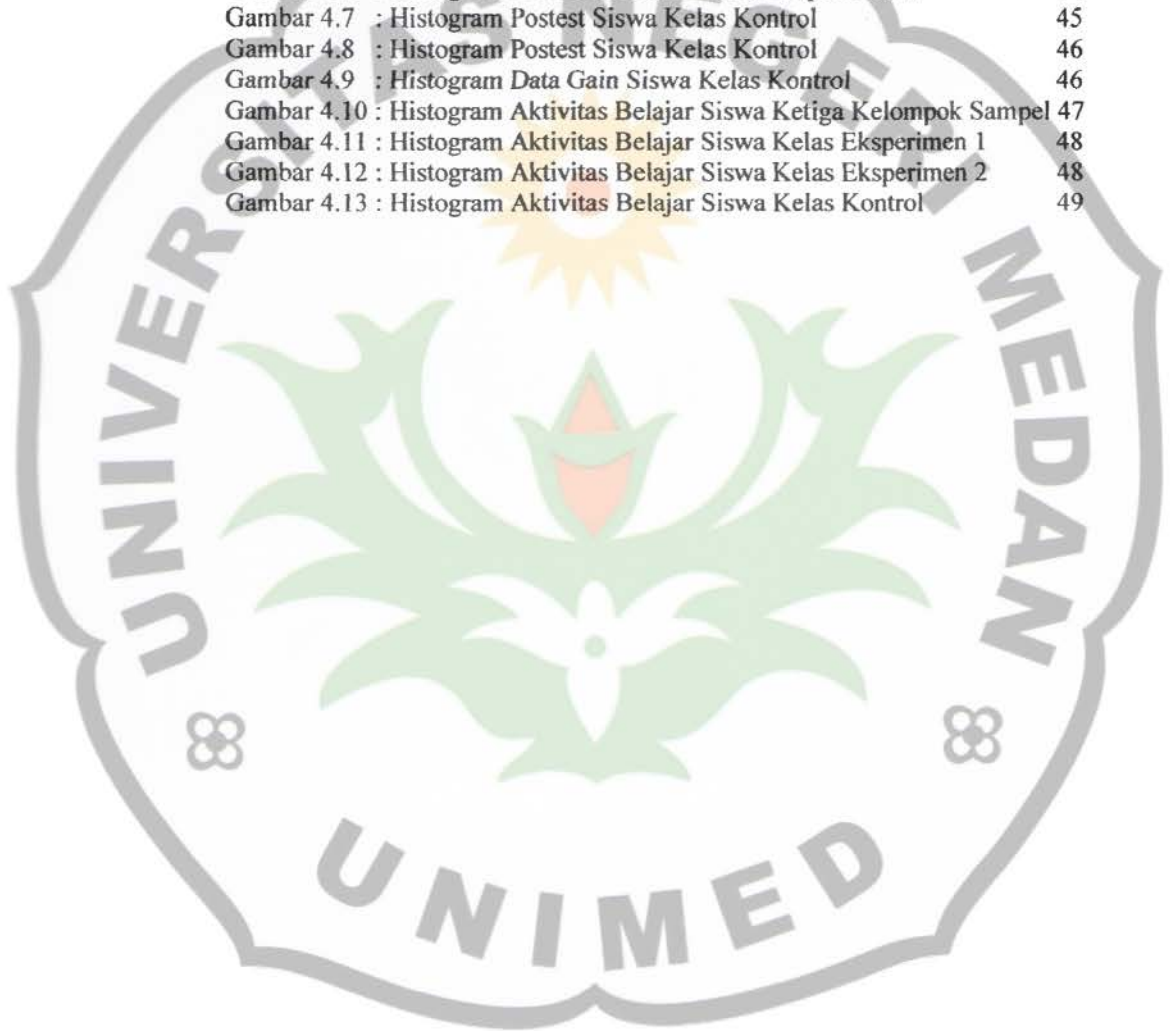 Gambar 4.7 : Histogram Postest Siswa Kelas Kontrol 45
Gambar 4.8 : Histogram Postest Siswa Kelas Kontrol 46
Gambar 4.9 : Histogram Data Gain Siswa Kelas Kontrol 46
Gambar 4.10 : Histogram Aktivitas Belajar Siswa Ketiga Kelompok Sampel 47
Gambar 4.11 : Histogram Aktivitas Belajar Siswa Kelas Eksperimen 1 48
Gambar 4.12 : Histogram Aktivitas Belajar Siswa Kelas Eksperimen 2 48
Gambar 4.13 : Histogram Aktivitas Belajar Siswa Kelas Kontrol 49
UNIVERSITAS NEGERI MEDAN
UNIMED